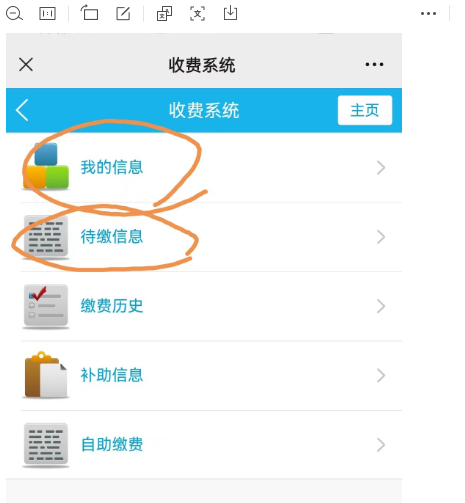 收费系统
收费系统
主页
我的信息
待缴信息
缴费历史
补助信息
自助缴费